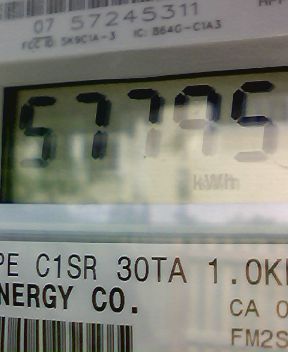 07 57245311
FCC ID: SK9C1A-3 IC: 864G-C1A3
57795
kWh
PE C1SR 30TA 1.0K
NERGY CO.
CA 0
FM2S